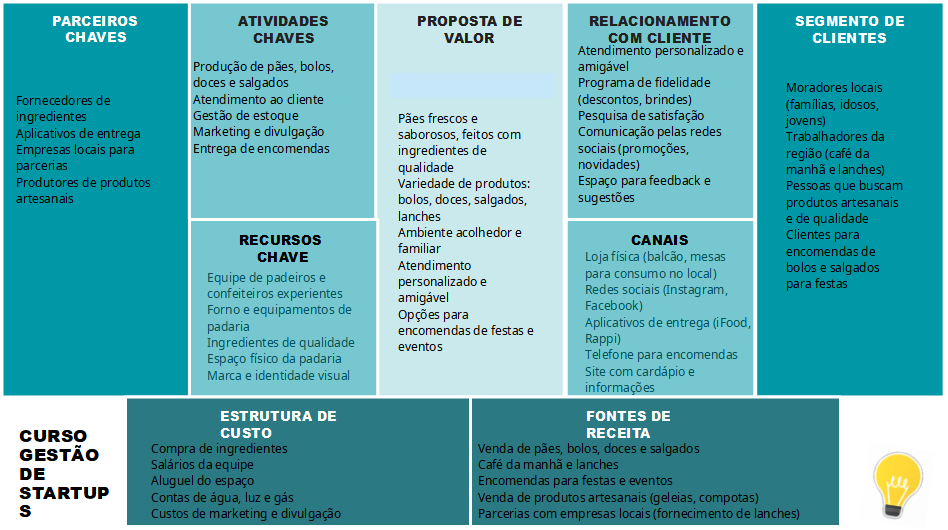 PARCEIROS
CHAVES
Fornecedores de
ingredientes
Aplicativos de entrega
Empresas locais para
parcerias
Produtores de produtos
artesanais
ATIVIDADES
CHAVES
Produção de pães, bolos,
doces e salgados
Atendimento ao cliente
Gestão de estoque
Marketing e divulgação
Entrega de encomendas
RECURSOS
CHAVE
Equipe de padeiros e
confeiteiros experientes
Forno e equipamentos de
padaria
Ingredientes de qualidade
Espaço físico da padaria
Marca e identidade visual
PROPOSTA DE
VALOR
Pães frescos e
saborosos, feitos com
ingredientes de
qualidade
Variedade de produtos:
bolos, doces, salgados,
lanches
Ambiente acolhedor e
familiar
Atendimento
personalizado e
amigável
Opções para
encomendas de festas e
eventos
RELACIONAMENTO
COM CLIENTE
Atendimento personalizado e
amigável
Programa de fidelidade
(descontos, brindes)
Pesquisa de satisfação
Comunicação pelas redes
sociais (promoções,
novidades)
Espaço para feedback e
sugestões
CANAIS
Loja física (balcão, mesas
para consumo no local)
Redes sociais (Instagram,
Facebook)
Aplicativos de entrega (iFood,
Rappi)
Telefone para encomendas
Site com cardápio e
informações
SEGMENTO DE
CLIENTES
Moradores locais
(famílias, idosos,
jovens)
Trabalhadores da
região (café da
manhã e lanches)
Pessoas que buscam
produtos artesanais
e de qualidade
Clientes para
encomendas de
bolos e salgados
para festas
CURSO
GESTÃO
DE
STARTUP
S
ESTRUTURA DE
CUSTO
Compra de ingredientes
Salários da equipe
Aluguel do espaço
Contas de água, luz e gás
Custos de marketing e divulgação
FONTES DE
RECEITA
Venda de pães, bolos, doces e salgados
Café da manhã e lanches
Encomendas para festas e eventos
Venda de produtos artesanais (geleias, compotas)
Parcerias com empresas locais (fornecimento de lanches)